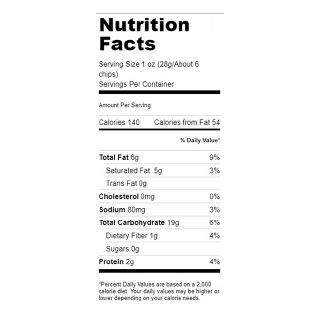 Nutrition
Facts
Serving Size 1 oz (28g/About 6
chips)
Servings Per Container
Amount Per Serving
Calories 140 Calories from Fat 54
% Daily Value*
Total Fat 6g 9%
Saturated Fat .5g 3%
Trans Fat 0g
Cholesterol 0mg 0%
Sodium 80mg 3%
Total Carbohydrate 19g 6%
Dietary Fiber 1g 4%
Sugars 0g
Protein 2g 4%
*Percent Daily Values are based on a 2,000
calorie diet. Your daily values may be higher or
lower depending on your calorie needs.